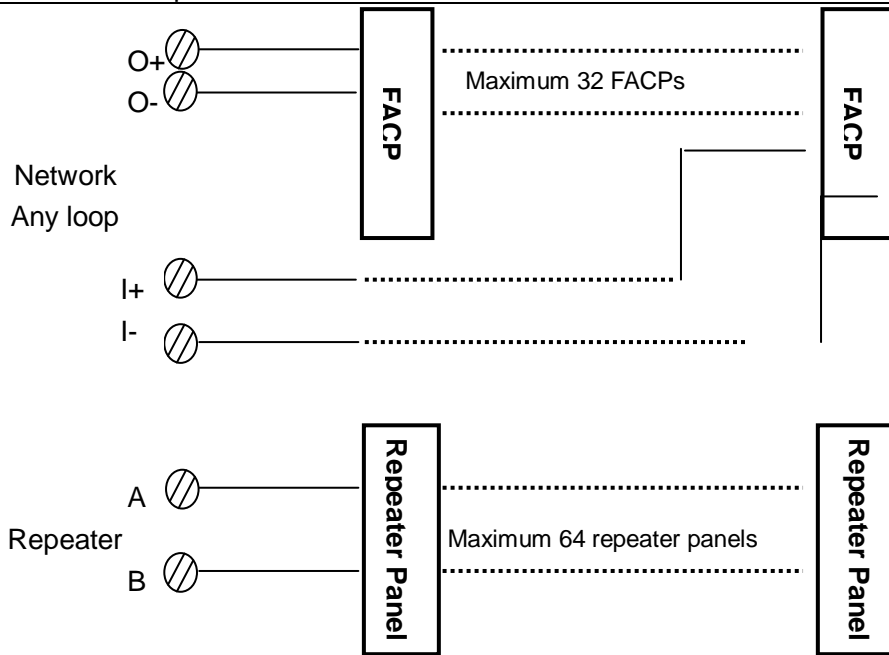 O+
O-
FACP
Maximum 32 FACPs
FACP
Network
Any loop
I+
I-
A
B
Repeater
Repeater Panel
Maximum 64 repeater panels
Repeater Panel